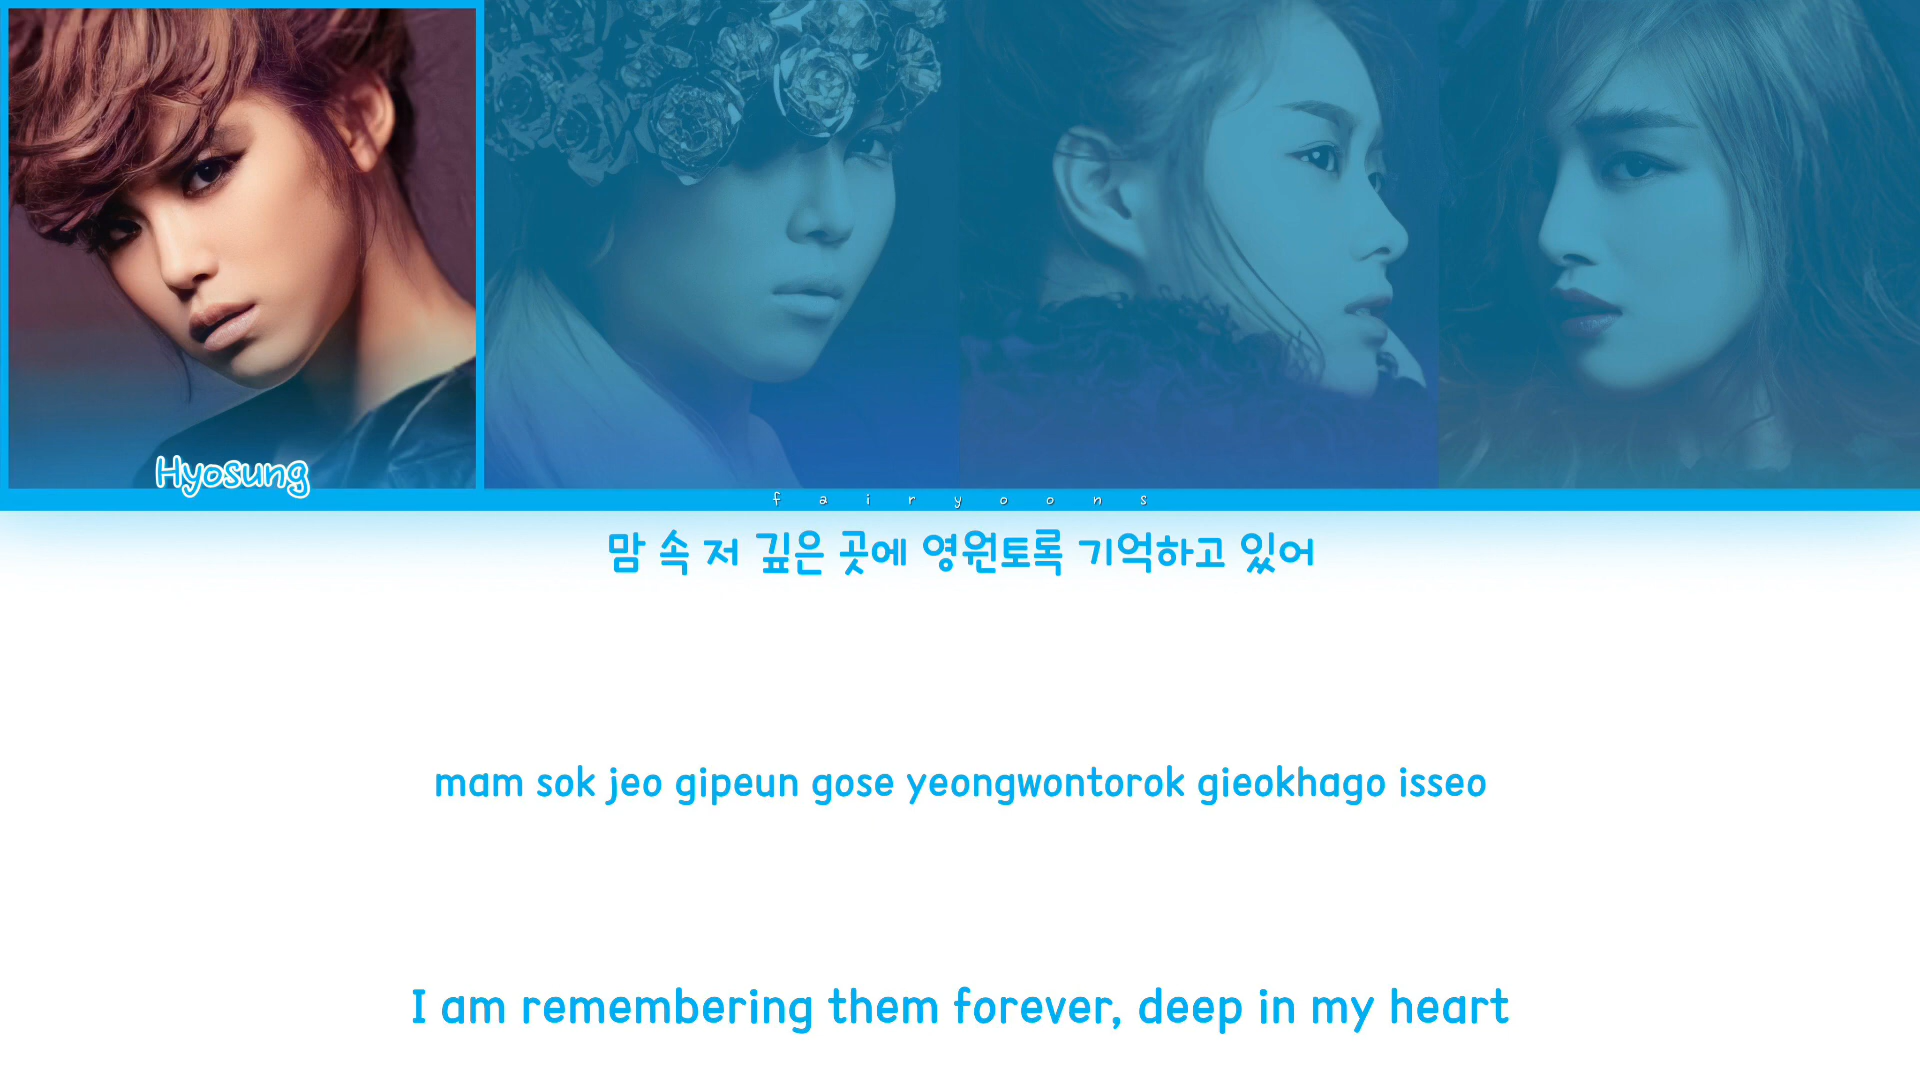 Hyosung
fairyoons
맘 속 저 깊은 곳에 영원토록 기억하고 있어
mam sok jeo gipeun gose yeongwontorok gieokhago isseo
I am remembering them forever, deep in my heart